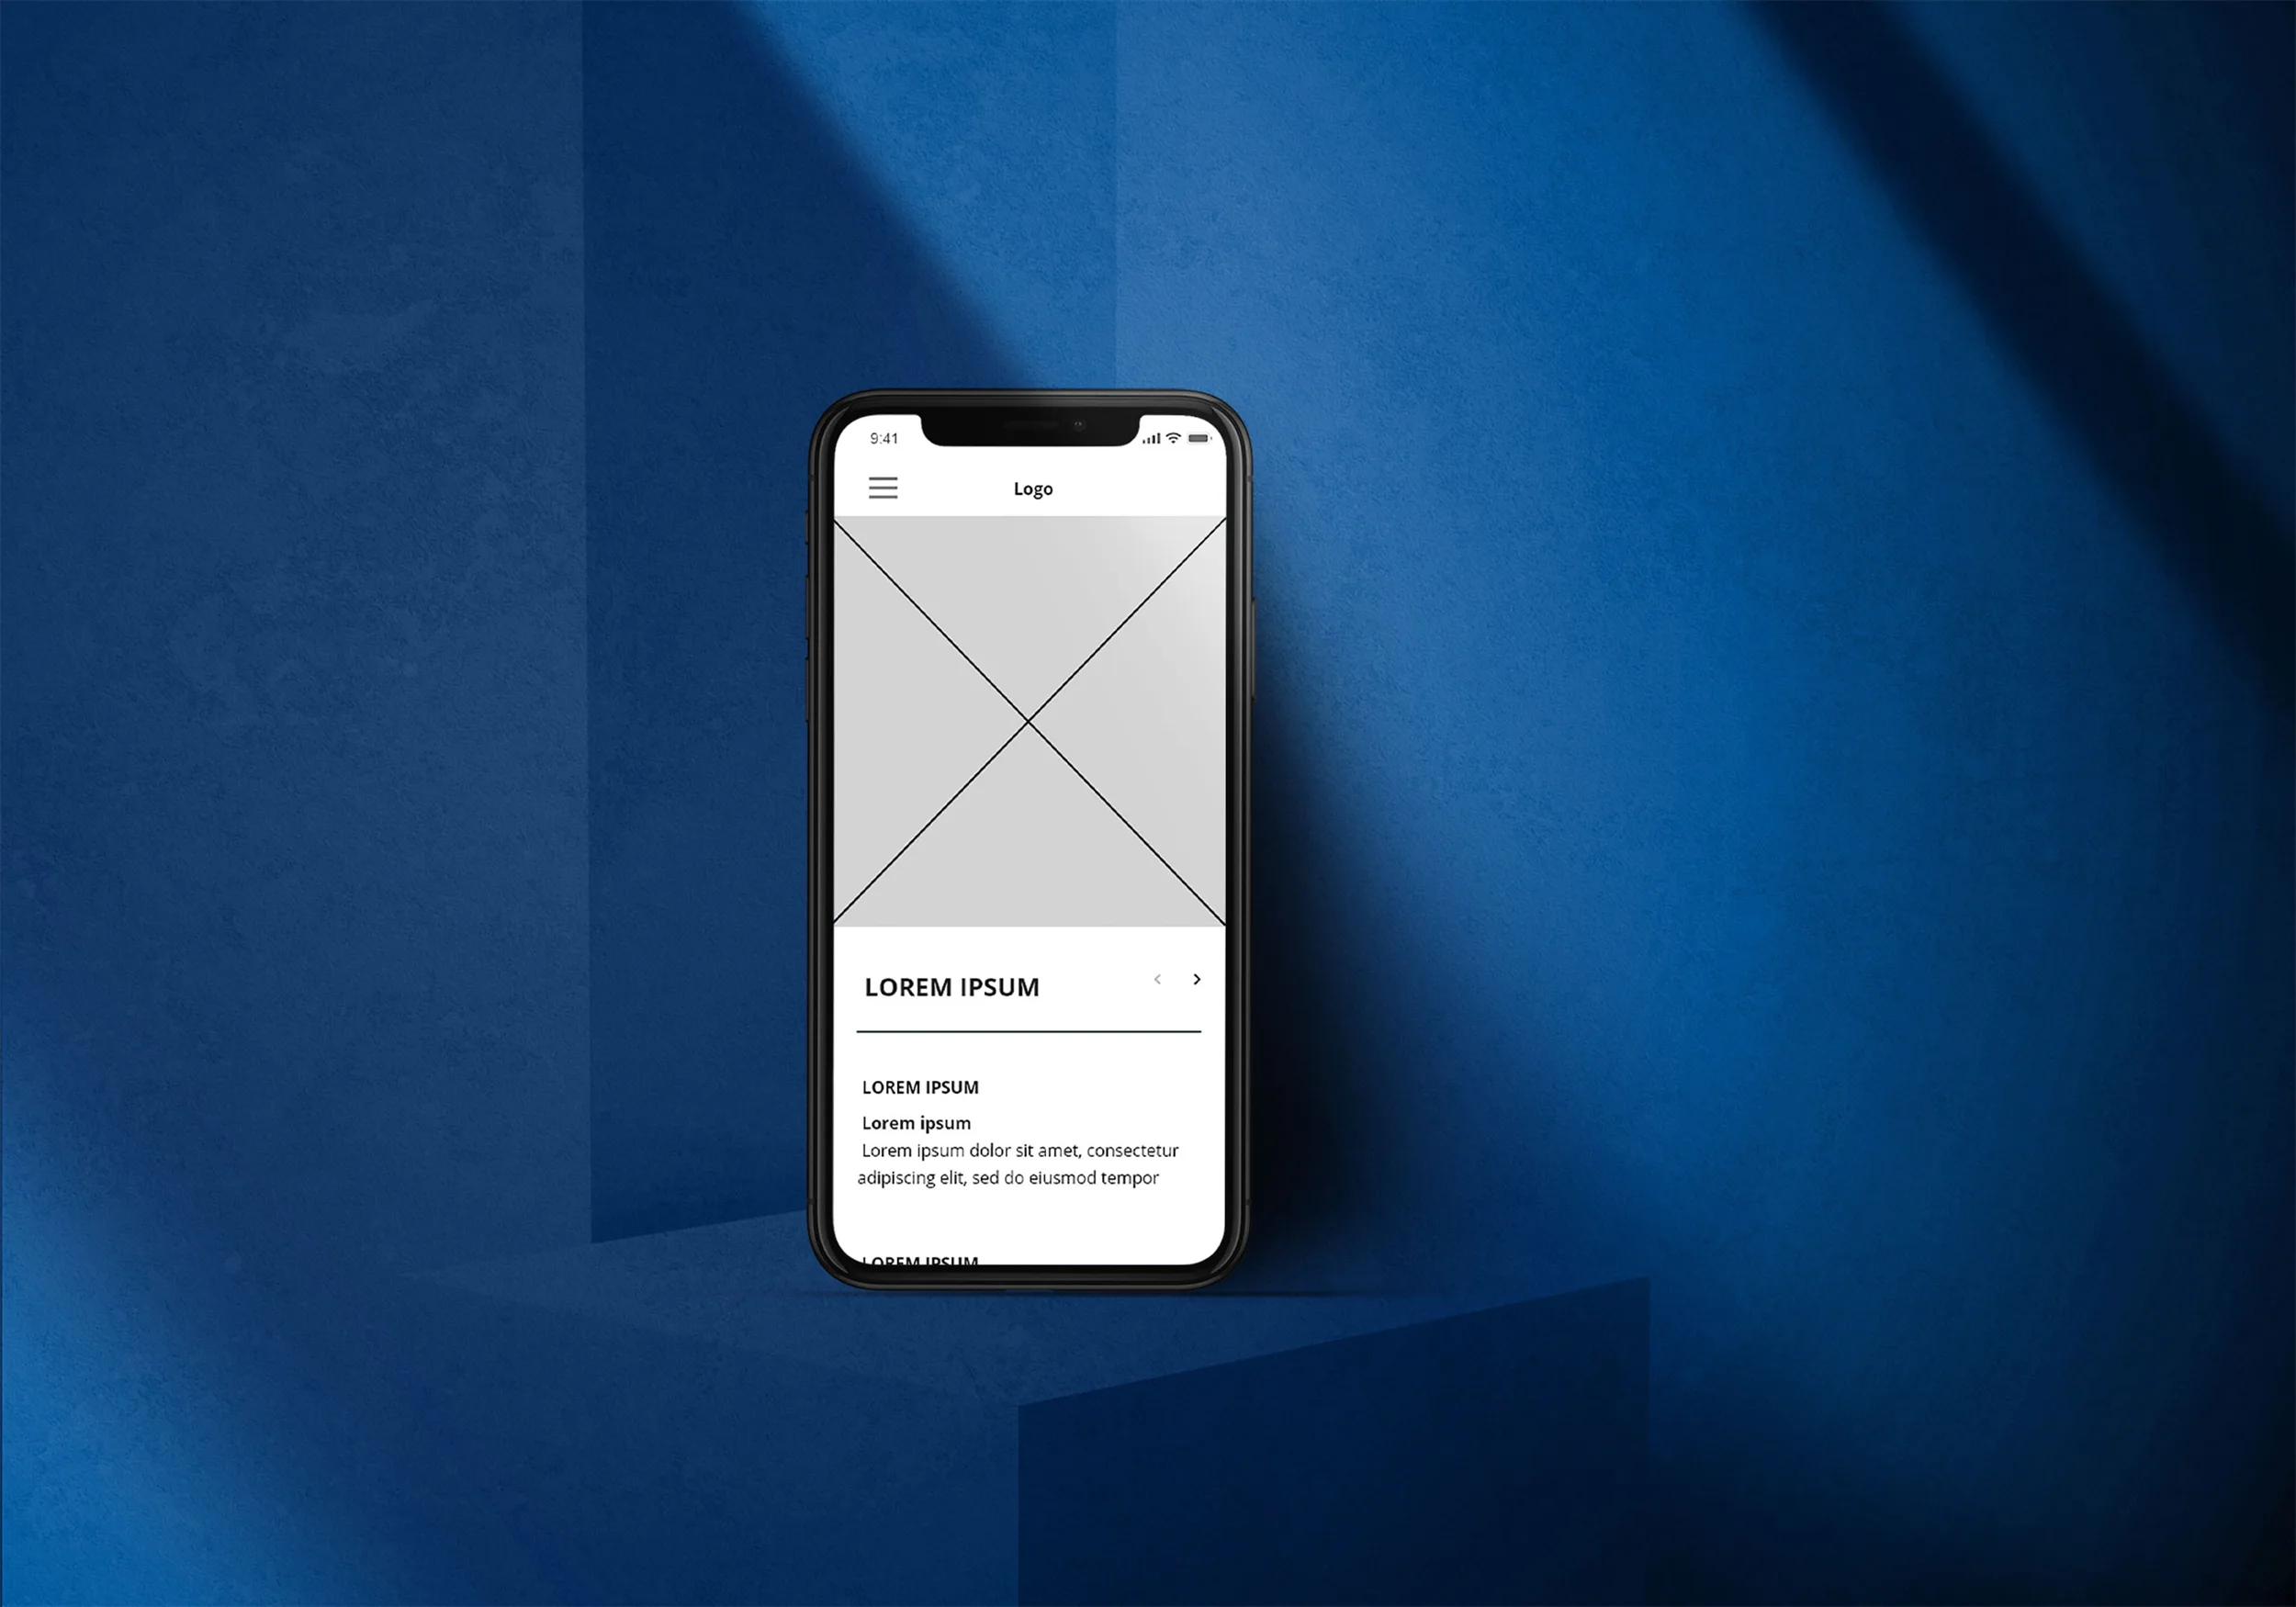 9:41
Logo
LOREM IPSUM
LOREM IPSUM
Lorem ipsum
Lorem ipsum dolor sit amet, consectetur
adipiscing elit, sed do eiusmod tempor
LOREM IPSUM